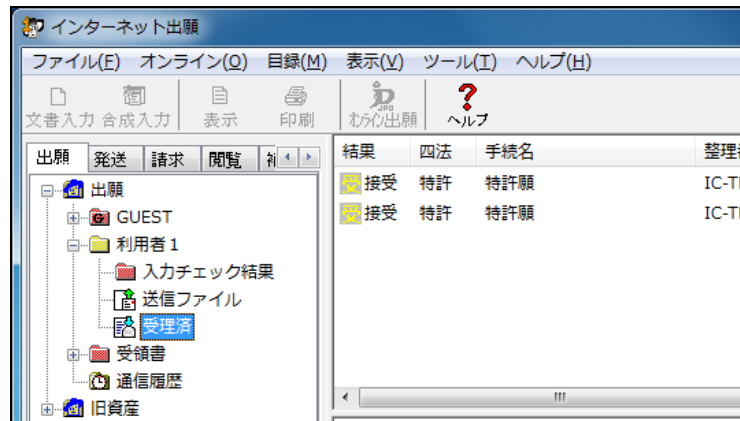 インターネット出願
ファイル(F) オンライン(O) 目録(M) 表示(V) ツール(T) ヘルプ(H)
文書入力 合成入力 表示 印刷 オンライン出願 ヘルプ
出願 発送 請求 閲覧
結果 四法 手続名
出願
受 接受 特許 特許願
GUEST
受 接受 特許 特許願
利用者1
入力チェック結果
送信ファイル
受理済
受領書
通信履歴
旧資産